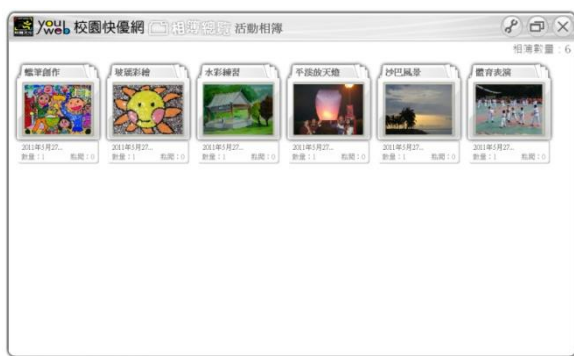 youweb 校園快優網 相簿總覽 活動相簿
相簿數量：6
蠟筆創作
2011年5月27...
數量：1 點閱：0
玻璃彩繪
2011年5月27...
數量：1 點閱：0
水彩練習
2011年5月27...
數量：1 點閱：0
平溪放天燈
2011年5月27...
數量：1 點閱：0
沙巴風景
2011年5月27...
數量：1 點閱：0
體育表演
2011年5月27...
數量：1 點閱：0